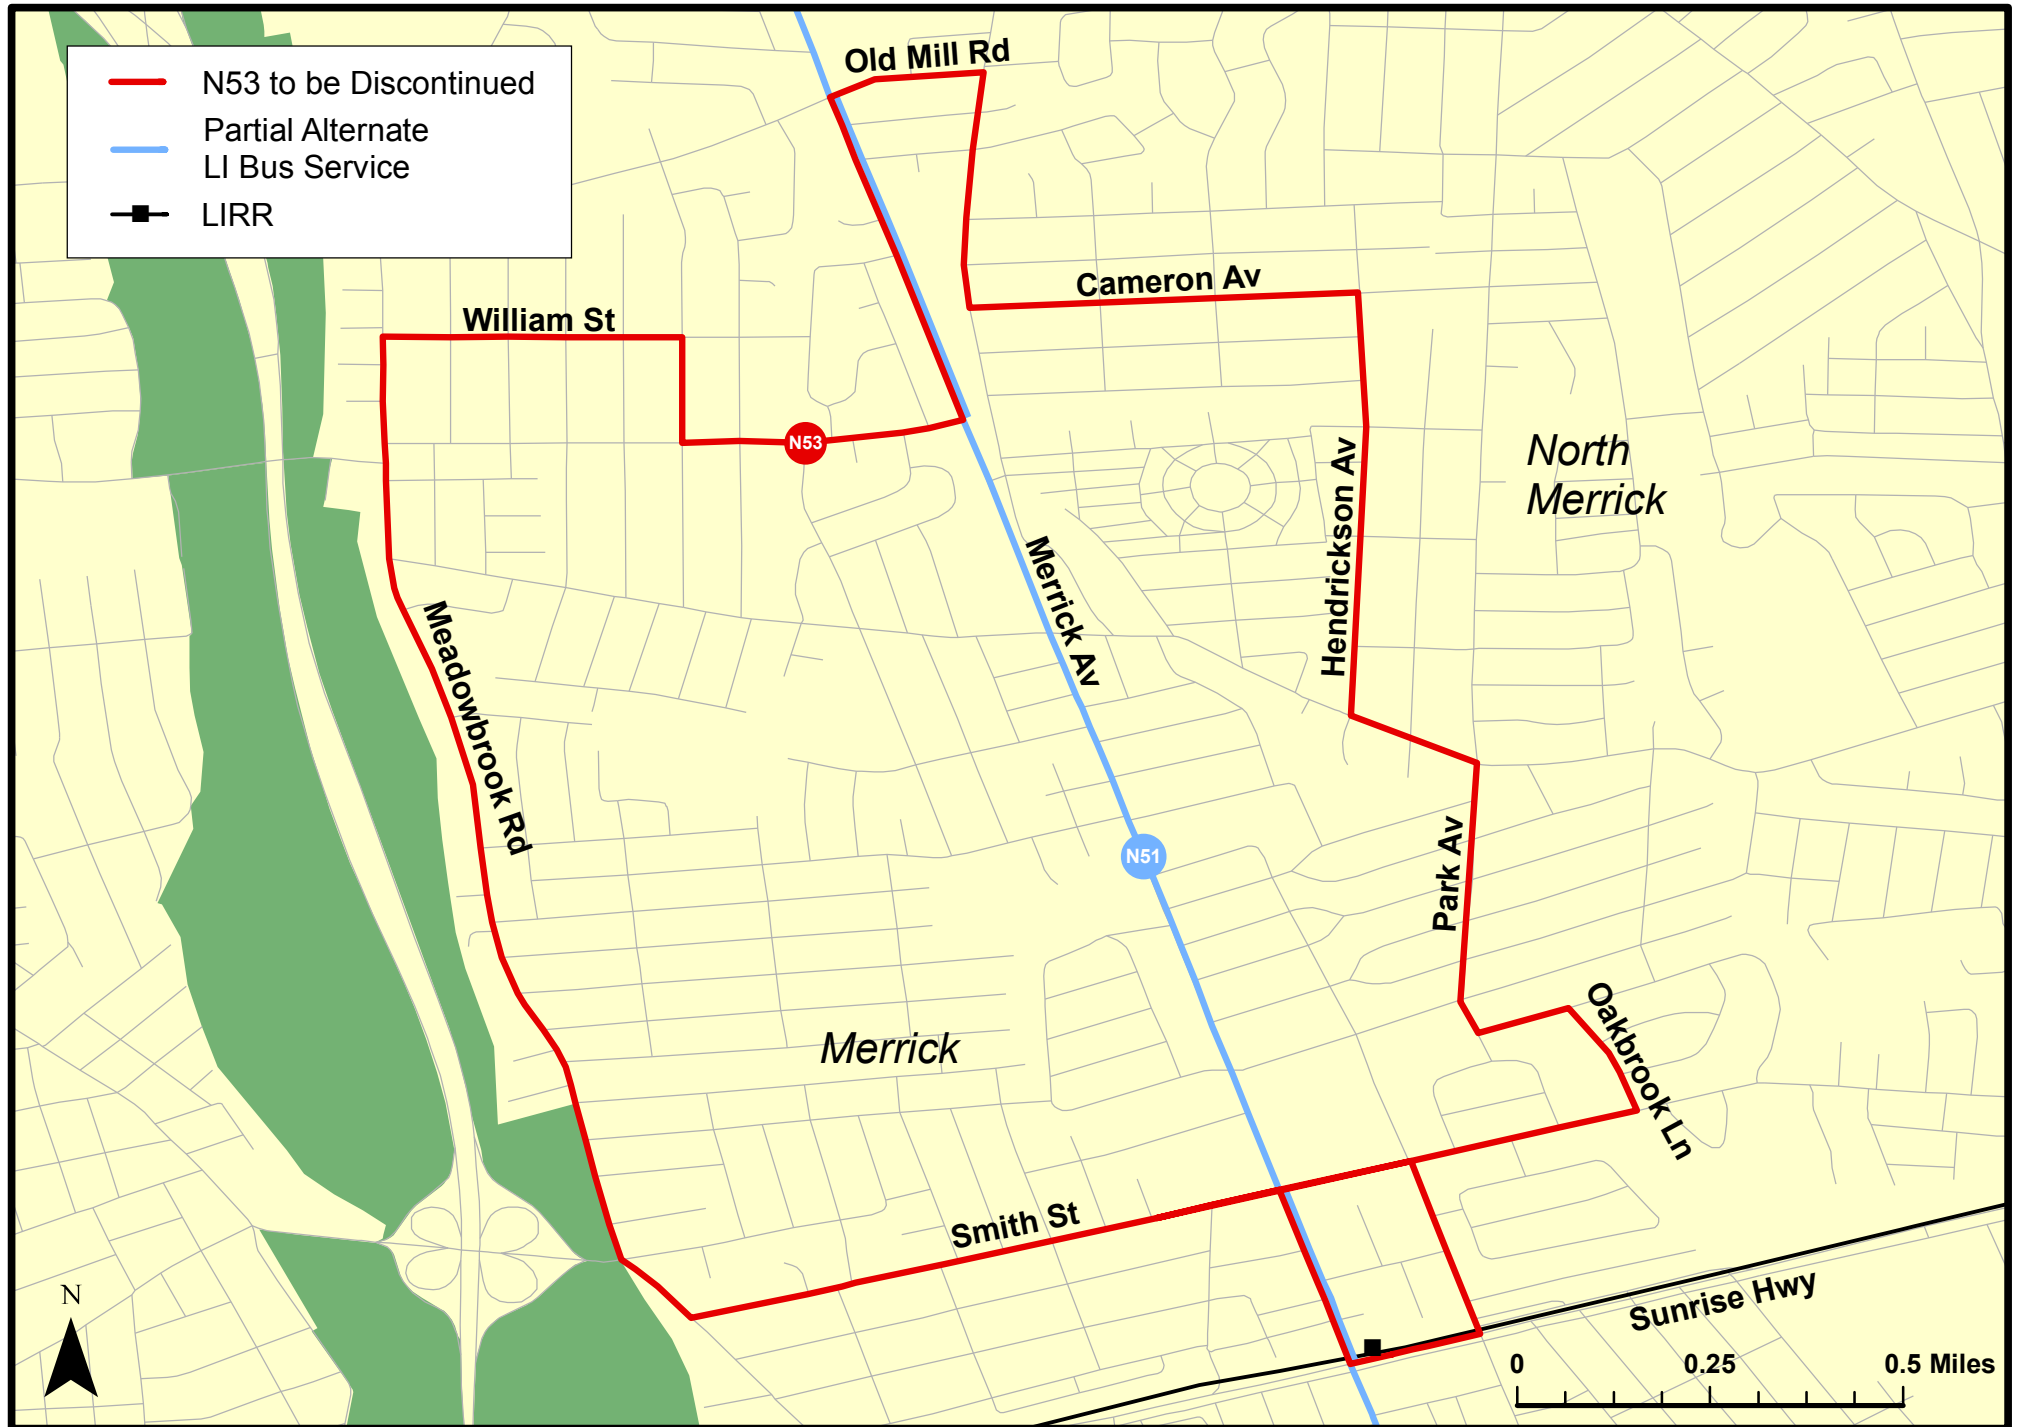 N53 to be Discontinued
Partial Alternate
LI Bus Service
LIRR
Old Mill Rd
Cameron Av
William St
N53
North
Merrick
Hendrickson Av
Merrick Av
Meadowbrook Rd
N51
Park Av
Oakbrook Ln
Merrick
Smith St
Sunrise Hwy
N
0 0.25 0.5 Miles